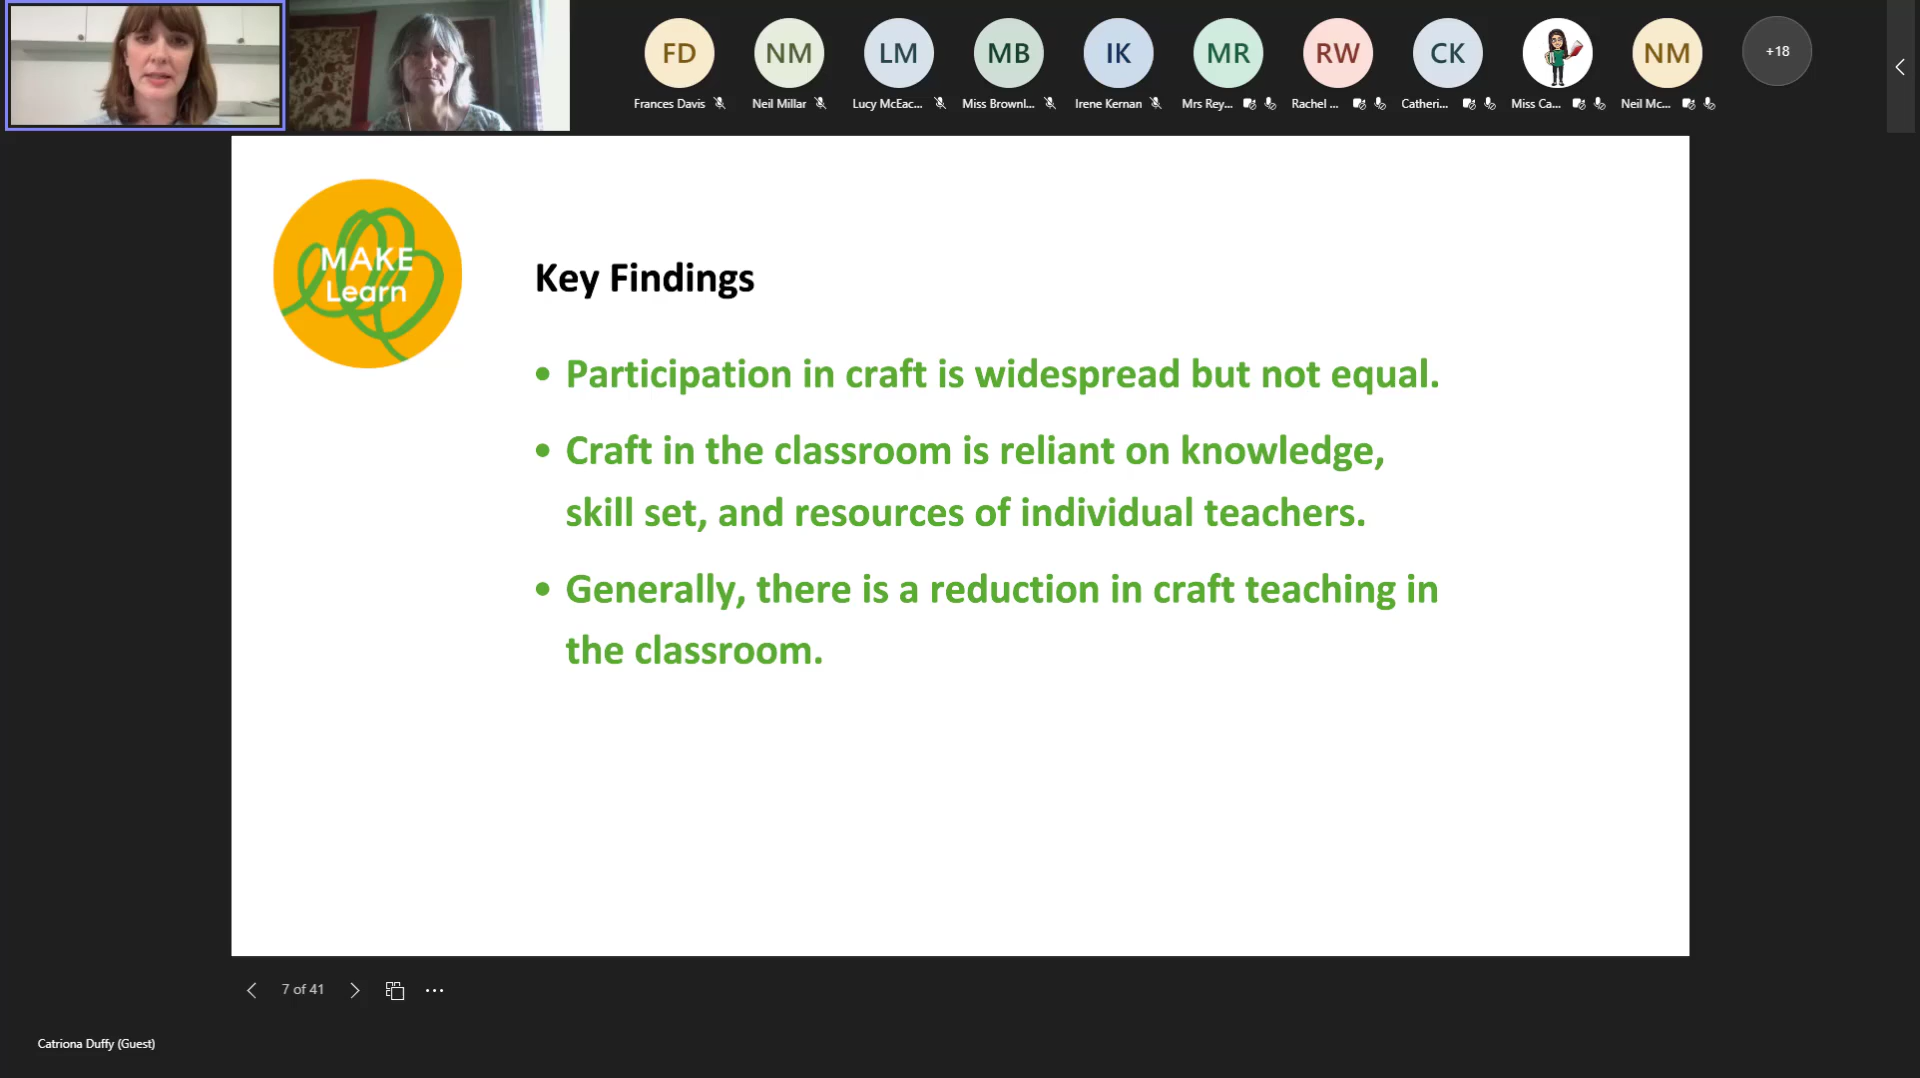 FD NM LM MB IK MR RW CK NM +18
Frances Davis Neil Millar Lucy McEac... Miss Brownl... Irene Kernan Mrs Rey... Rachel ... Catheri... Miss Ca... Neil Mc...
MAKE
Learn
Key Findings
• Participation in craft is widespread but not equal.
• Craft in the classroom is reliant on knowledge,
skill set, and resources of individual teachers.
• Generally, there is a reduction in craft teaching in
the classroom.
7 of 41
Catriona Duffy (Guest)